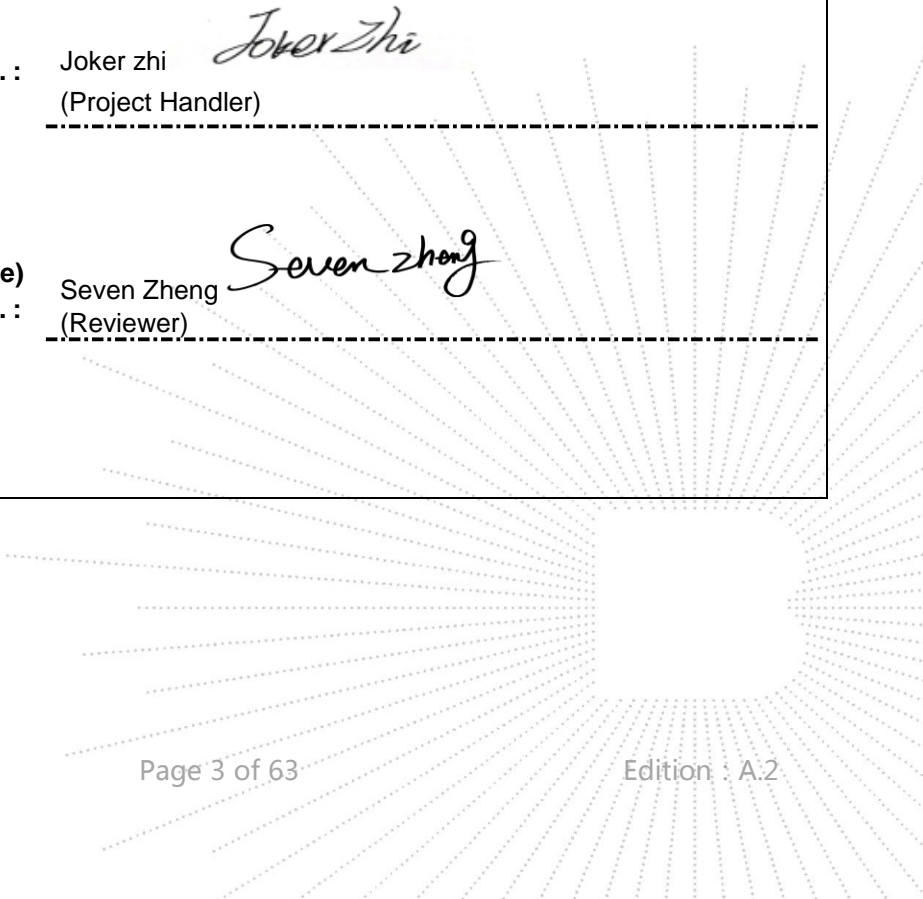 Joker Zhi
. : Joker zhi
(Project Handler)
Seven zheng
e)
. : Seven Zheng
(Reviewer)
Page 3 of 63 Edition：A.2